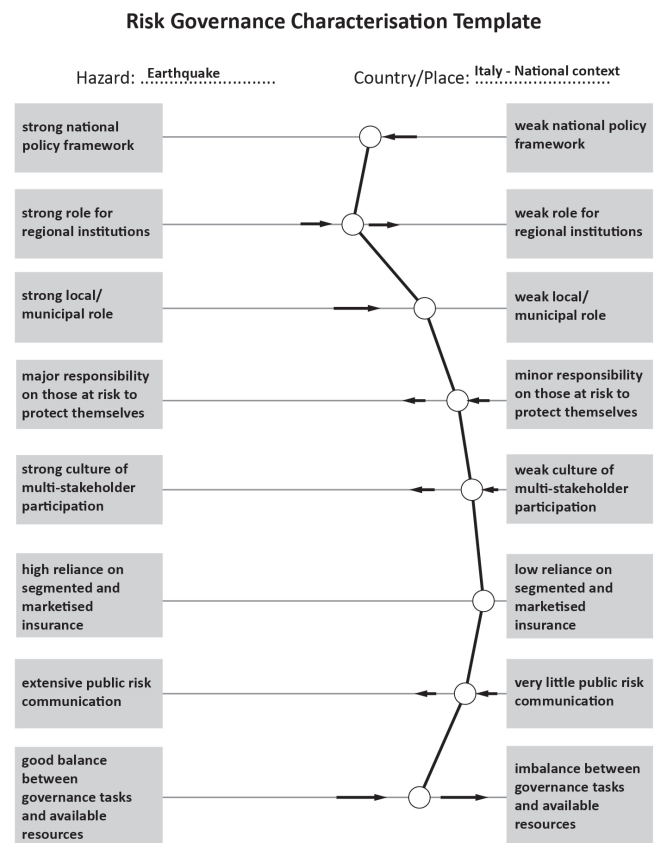 Risk Governance Characterisation Template
Hazard: Earthquake
Country/Place: Italy - National context
strong national
policy framework
weak national policy
framework
strong role for
regional institutions
weak role for
regional institutions
strong local/
municipal role
weak local/
municipal role
major responsibility
on those at risk to
protect themselves
minor responsibility
on those at risk to
protect themselves
strong culture of
multi-stakeholder
participation
weak culture of
multi-stakeholder
participation
high reliance on
segmented and
marketised
insurance
low reliance on
segmented and
marketised
insurance
extensive public risk
communication
very little public risk
communication
good balance
between
governance tasks
and available
resources
imbalance between
governance tasks
and available
resources